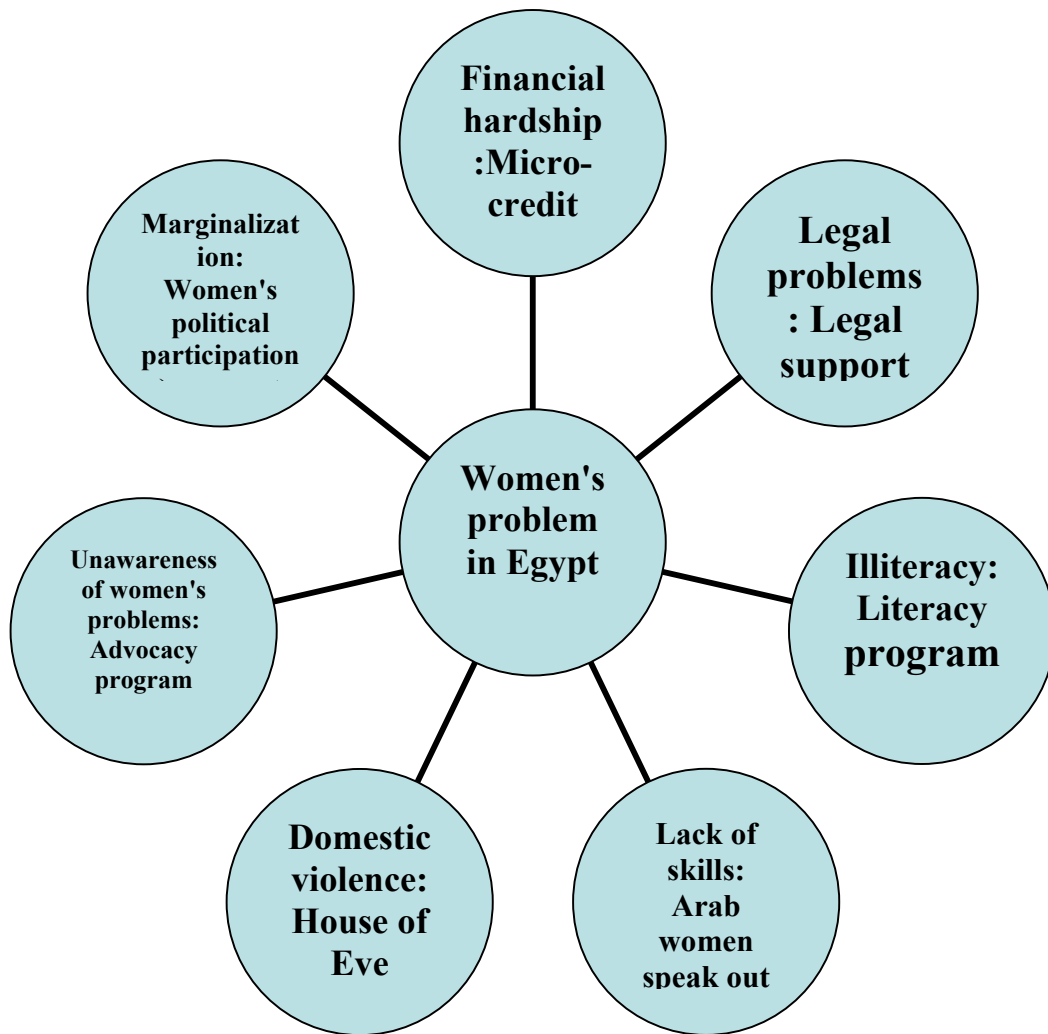 Financial
hardship
:Micro-
credit
Legal
problems
: Legal
support
Illiteracy:
Literacy
program
Lack of
skills:
Arab
women
speak out
Domestic
violence:
House of
Eve
Unawareness
of women's
problems:
Advocacy
program
Marginalizat
ion:
Women's
political
participation
Women's
problem
in Egypt